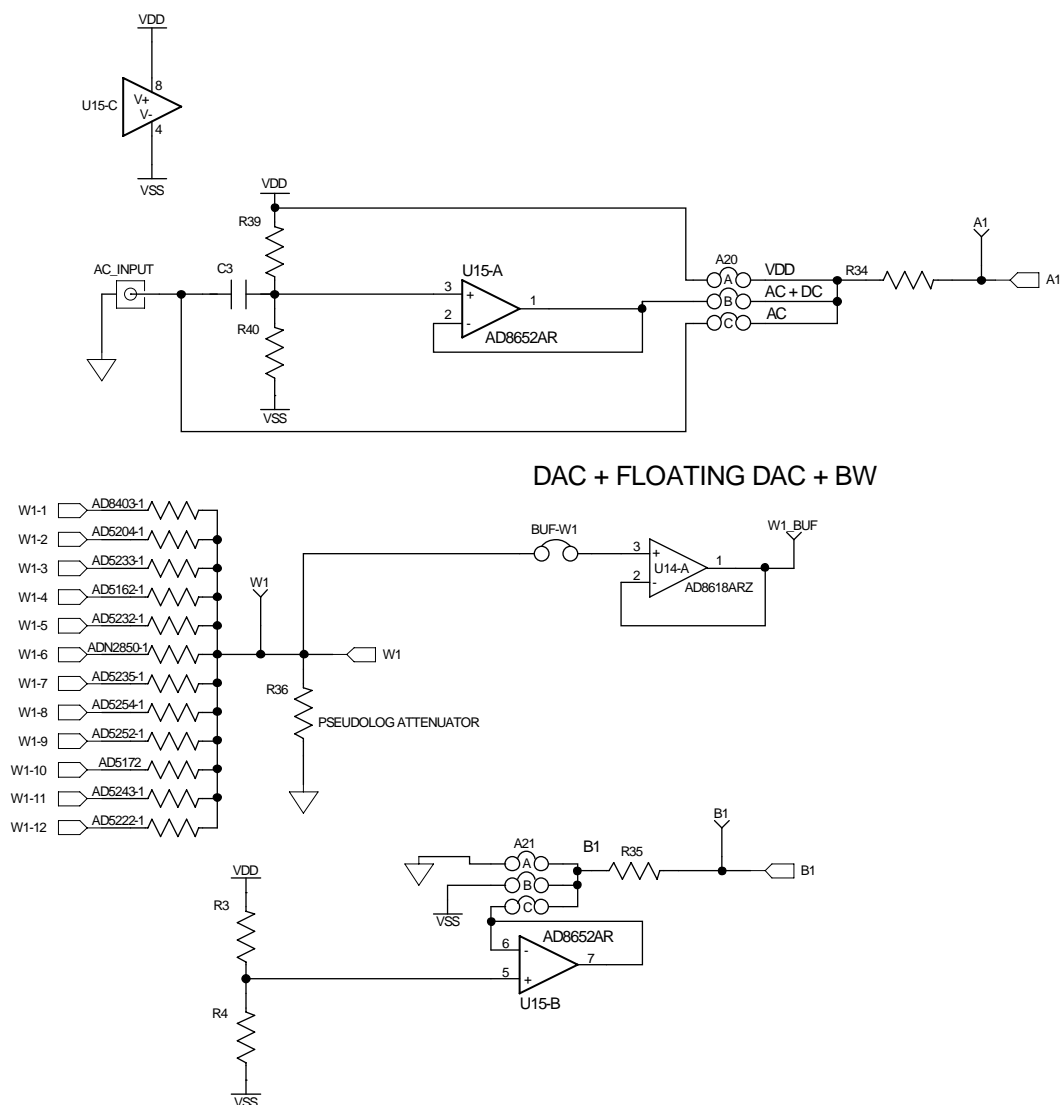 VDD
8
U15-C
V+
V-
4
VSS
VDD
R39
A1
AC_INPUT
C3
U15-A
A20
VDD
R34
A
A1
3
+
1
AC + DC
B
2
-
AC
C
R40
AD8652AR
VSS
DAC + FLOATING DAC + BW
W1-1
AD8403-1
W1-2
AD5204-1
W1-3
AD5233-1
W1-4
AD5162-1
W1-5
AD5232-1
W1-6
ADN2850-1
W1-7
AD5235-1
W1-8
AD5254-1
W1-9
AD5252-1
W1-10
AD5172
W1-11
AD5243-1
W1-12
AD5222-1
BUF-W1
W1_BUF
3
+
1
U14-A
2
-
AD8618ARZ
W1
W1
R36
PSEUDOLOG ATTENUATOR
A21
B1
R35
B1
A
B1
B
VSS
C
VDD
R3
AD8652AR
6
-
7
5
+
U15-B
R4
VSS